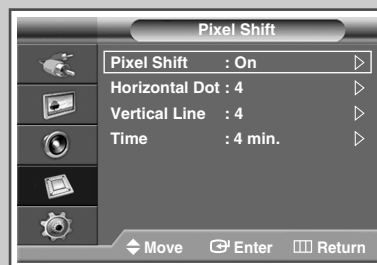 Pixel Shift
Pixel Shift : On
Horizontal Dot : 4
Vertical Line : 4
Time : 4 min.
Move Enter Return